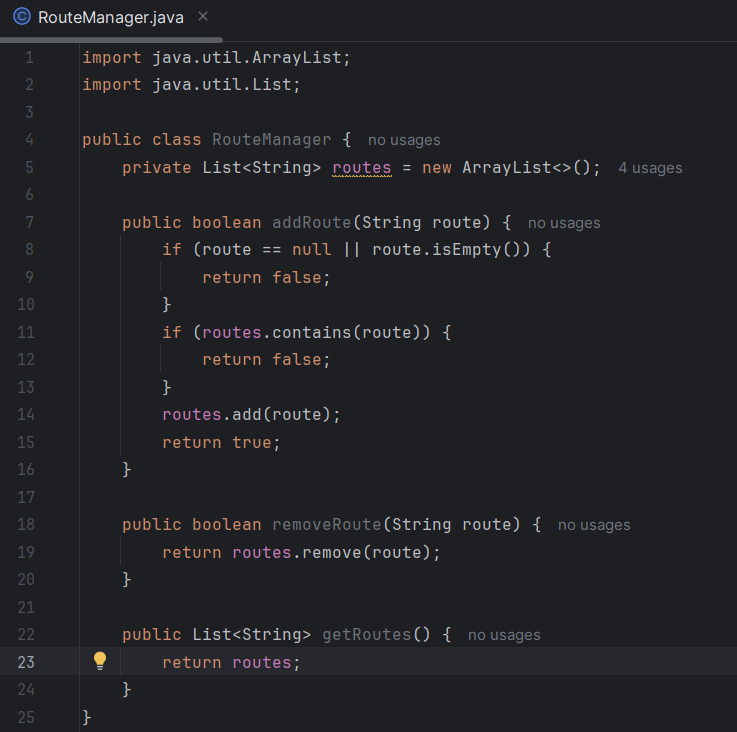 RouteManager.java
1 import java.util.ArrayList;
2 import java.util.List;
3
4 public class RouteManager { no usages
5     private List<String> routes = new ArrayList<>(); 4 usages
6
7     public boolean addRoute(String route) { no usages
8         if (route == null || route.isEmpty()) {
9             return false;
10         }
11         if (routes.contains(route)) {
12             return false;
13         }
14         routes.add(route);
15         return true;
16     }
17
18     public boolean removeRoute(String route) { no usages
19         return routes.remove(route);
20     }
21
22     public List<String> getRoutes() { no usages
23         return routes;
24     }
25 }